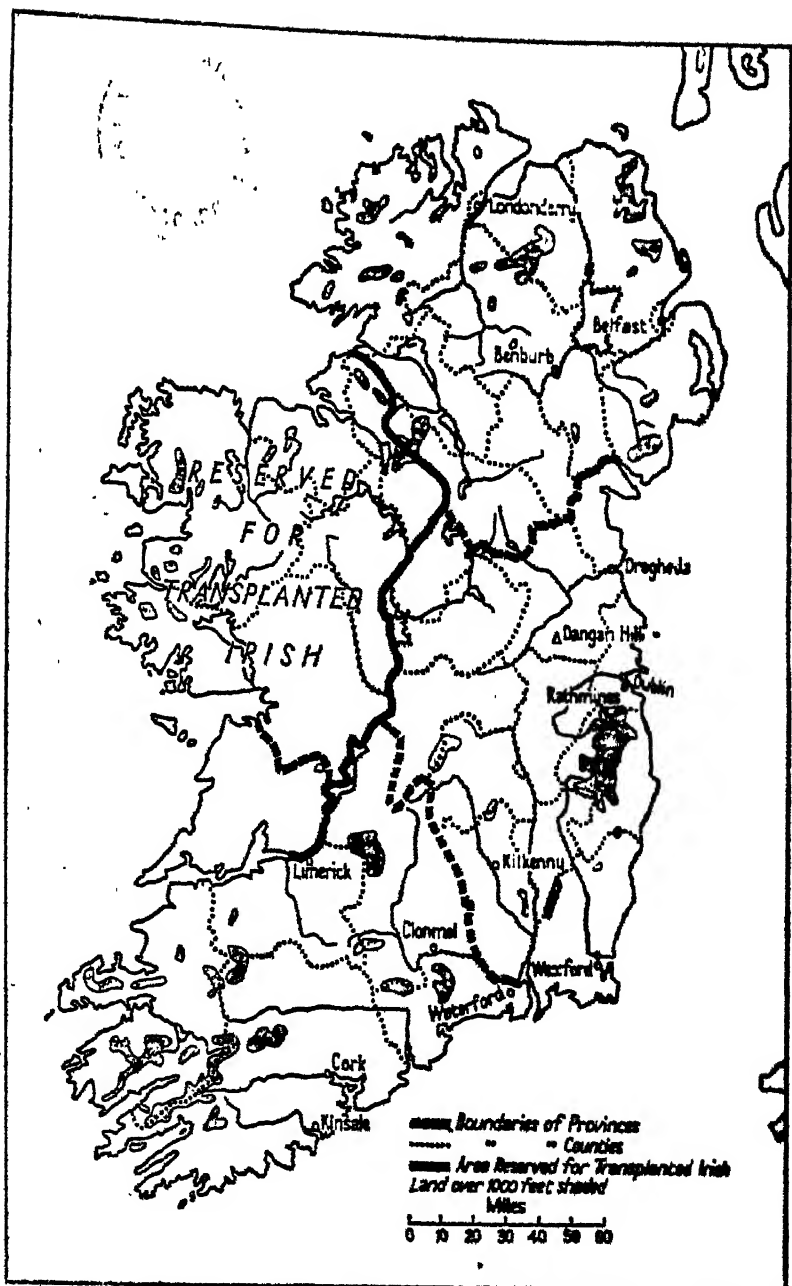 Londonderry
Belfast
Benburb
RESERVED
FOR
TRANSPLANTED
IRISH
Drogheda
Dangan Hill
Dublin
Rathmines
Limerick
Kilkenny
Clonmel
Wexford
Waterford
Cork
Kinsale
Boundaries of Provinces
" " Counties
Area Reserved for Transplanted Irish
Land over 1000 feet shaded
Miles
0 10 20 30 40 50 60